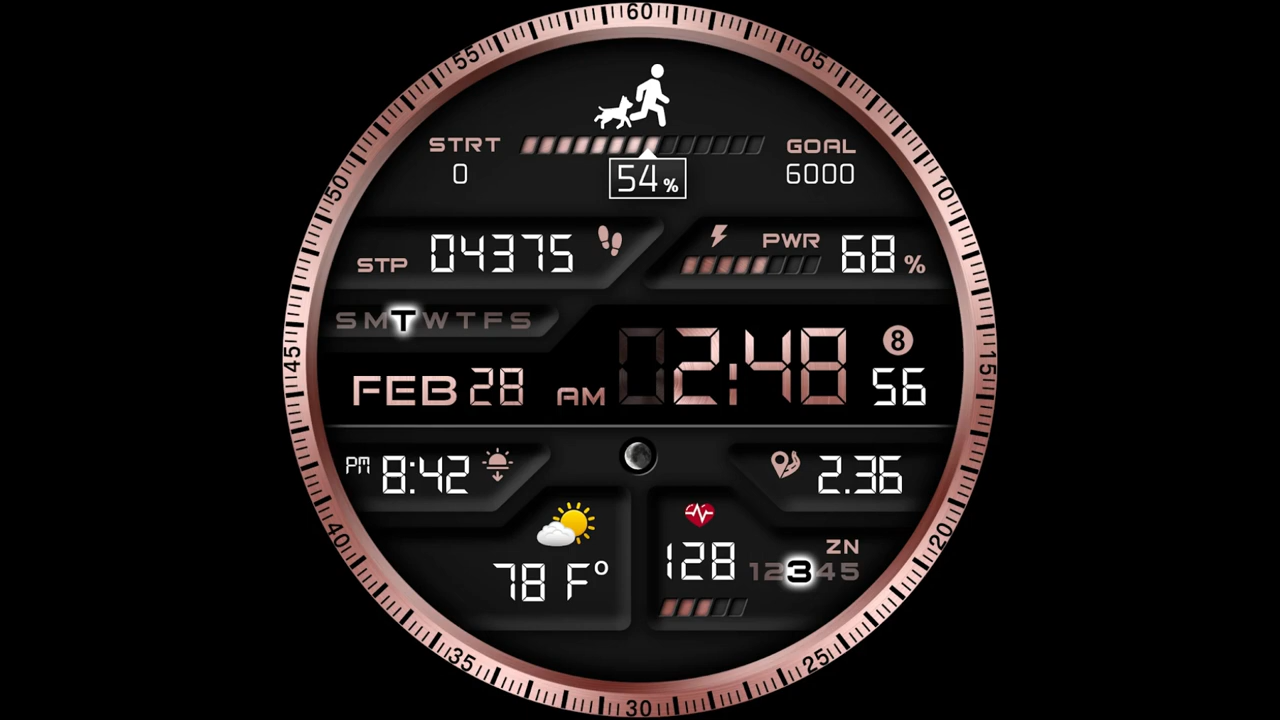 60
55
05
50
10
45
15
40
20
35
25
30
STRT
GOAL
0
6000
54%
STP 04375
PWR 68%
SMTWTFS
8
FEB 28 AM 02:48 56
PM 8:42
2.36
78 F°
128
ZN
12345